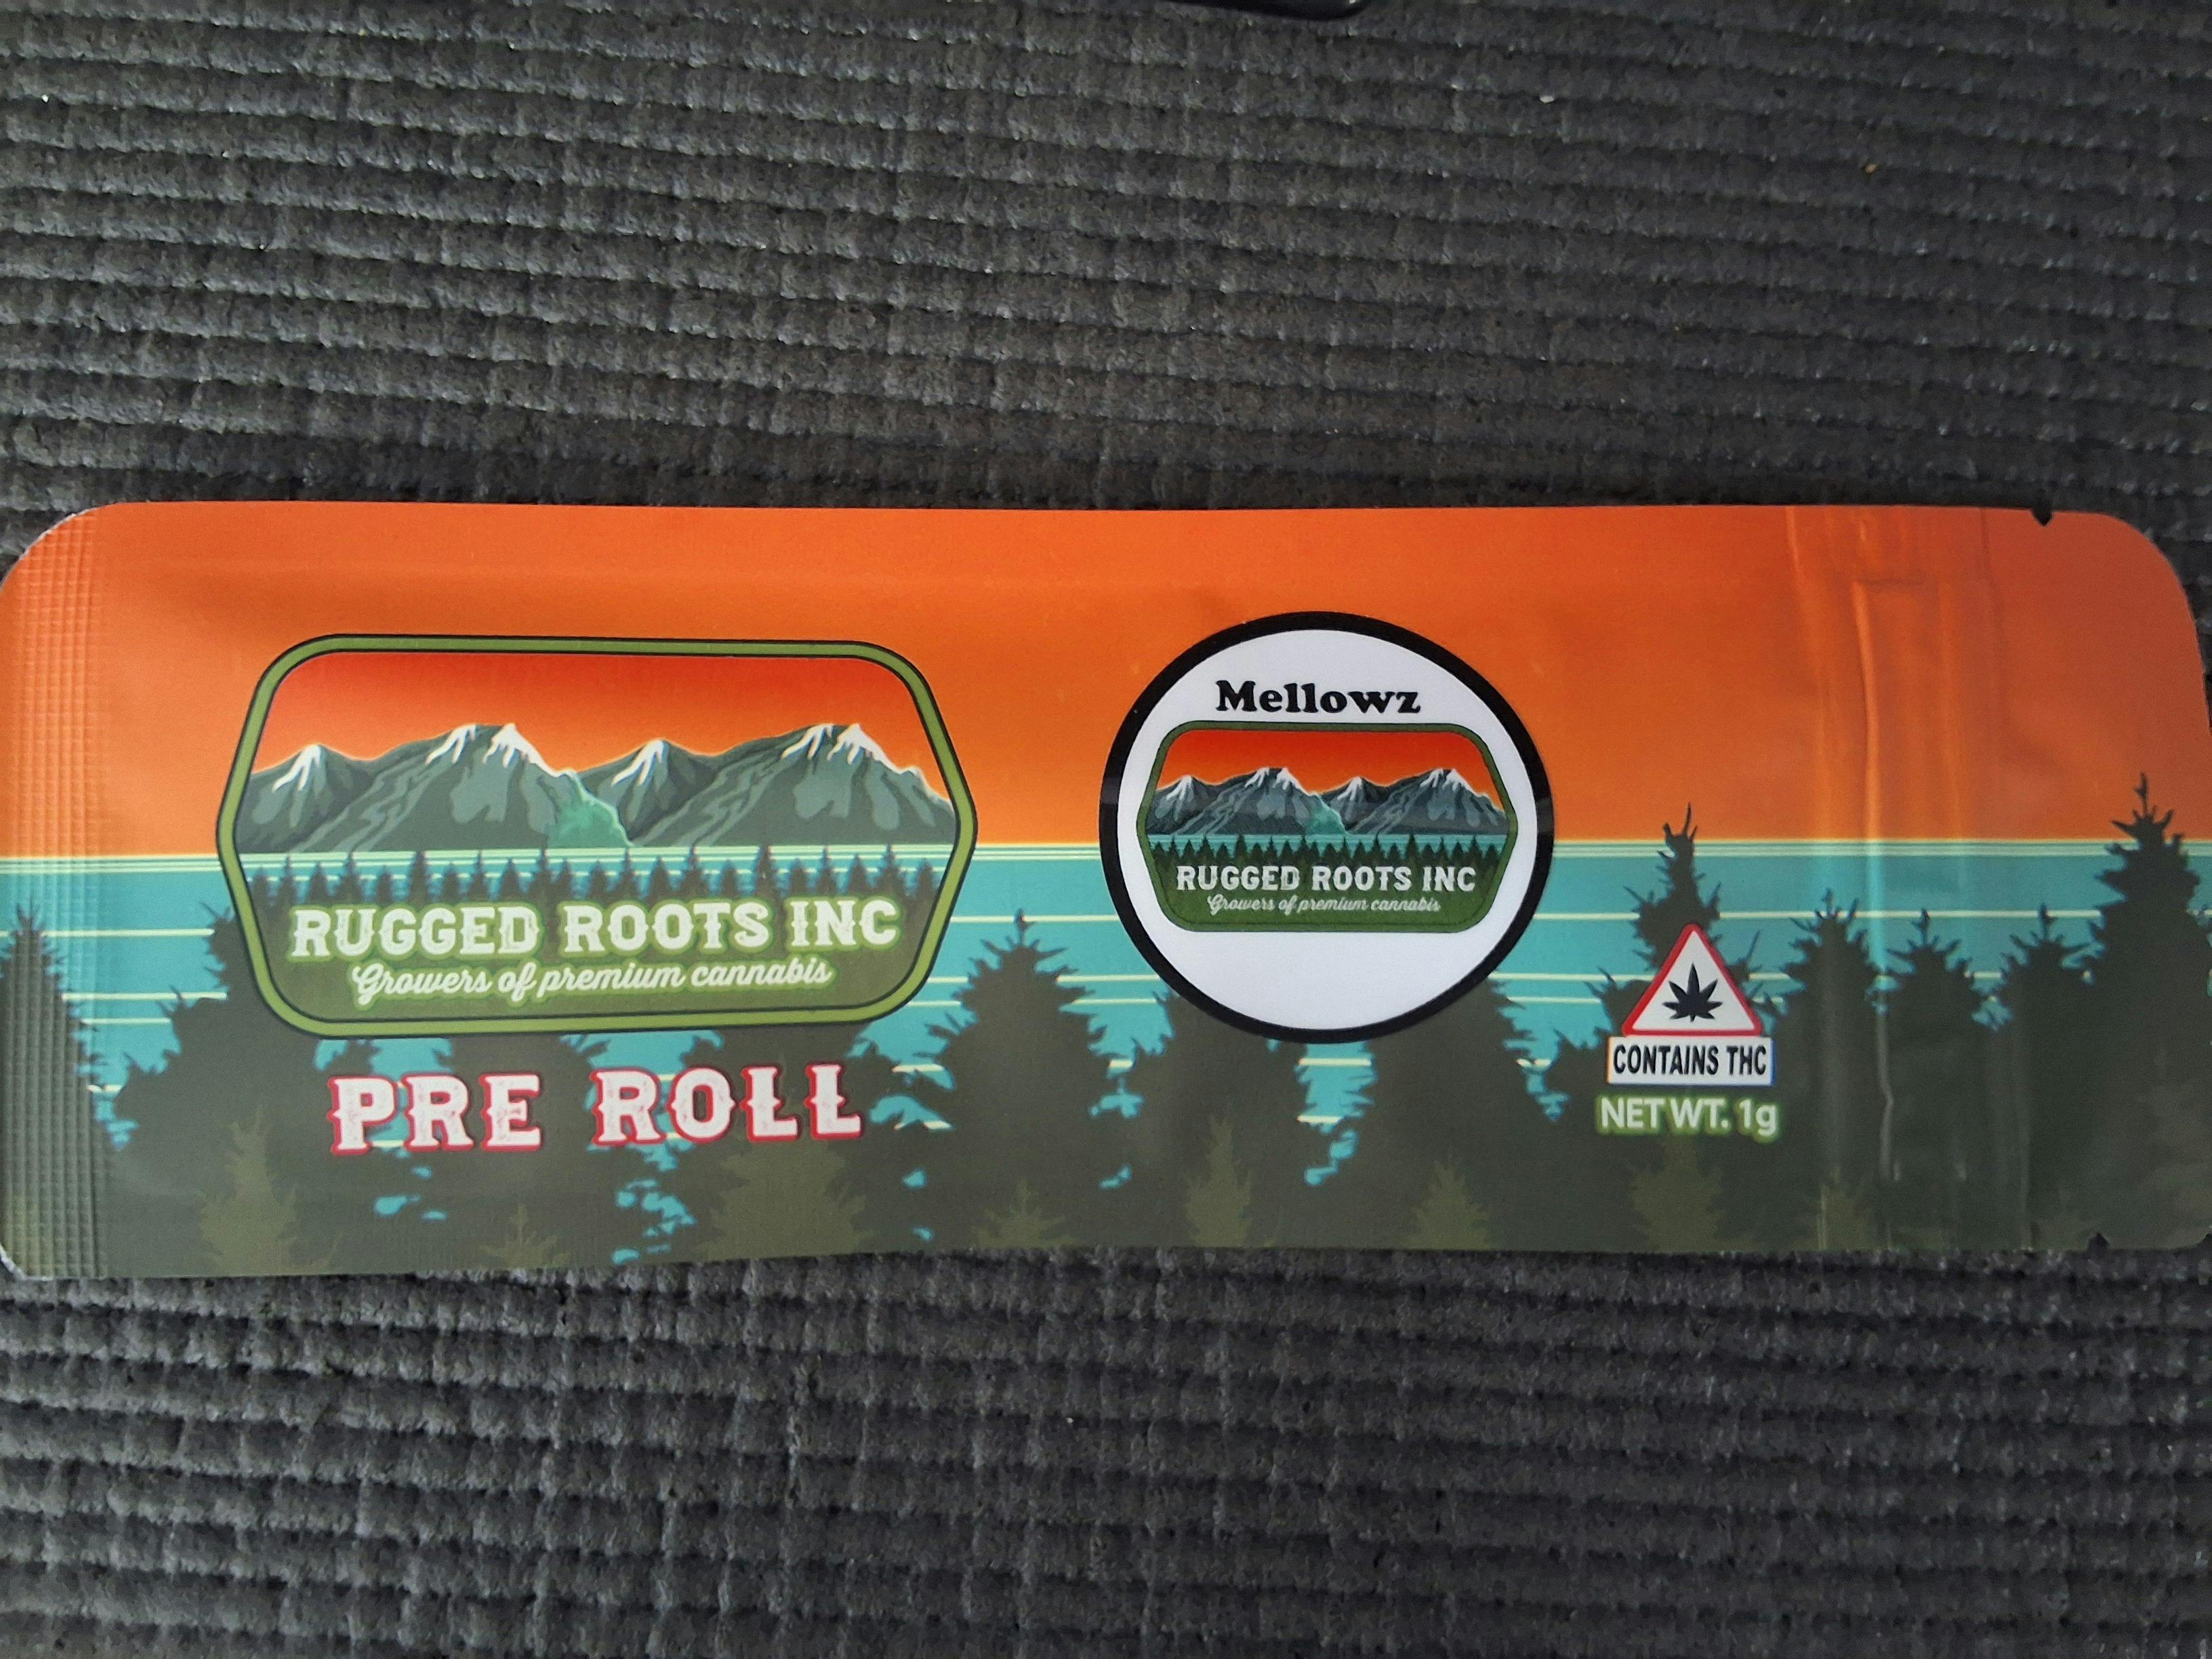 RUGGED ROOTS INC
Growers of premium cannabis
PRE ROLL
Mellowz
RUGGED ROOTS INC
Growers of premium cannabis
CONTAINS THC
NET WT. 1g